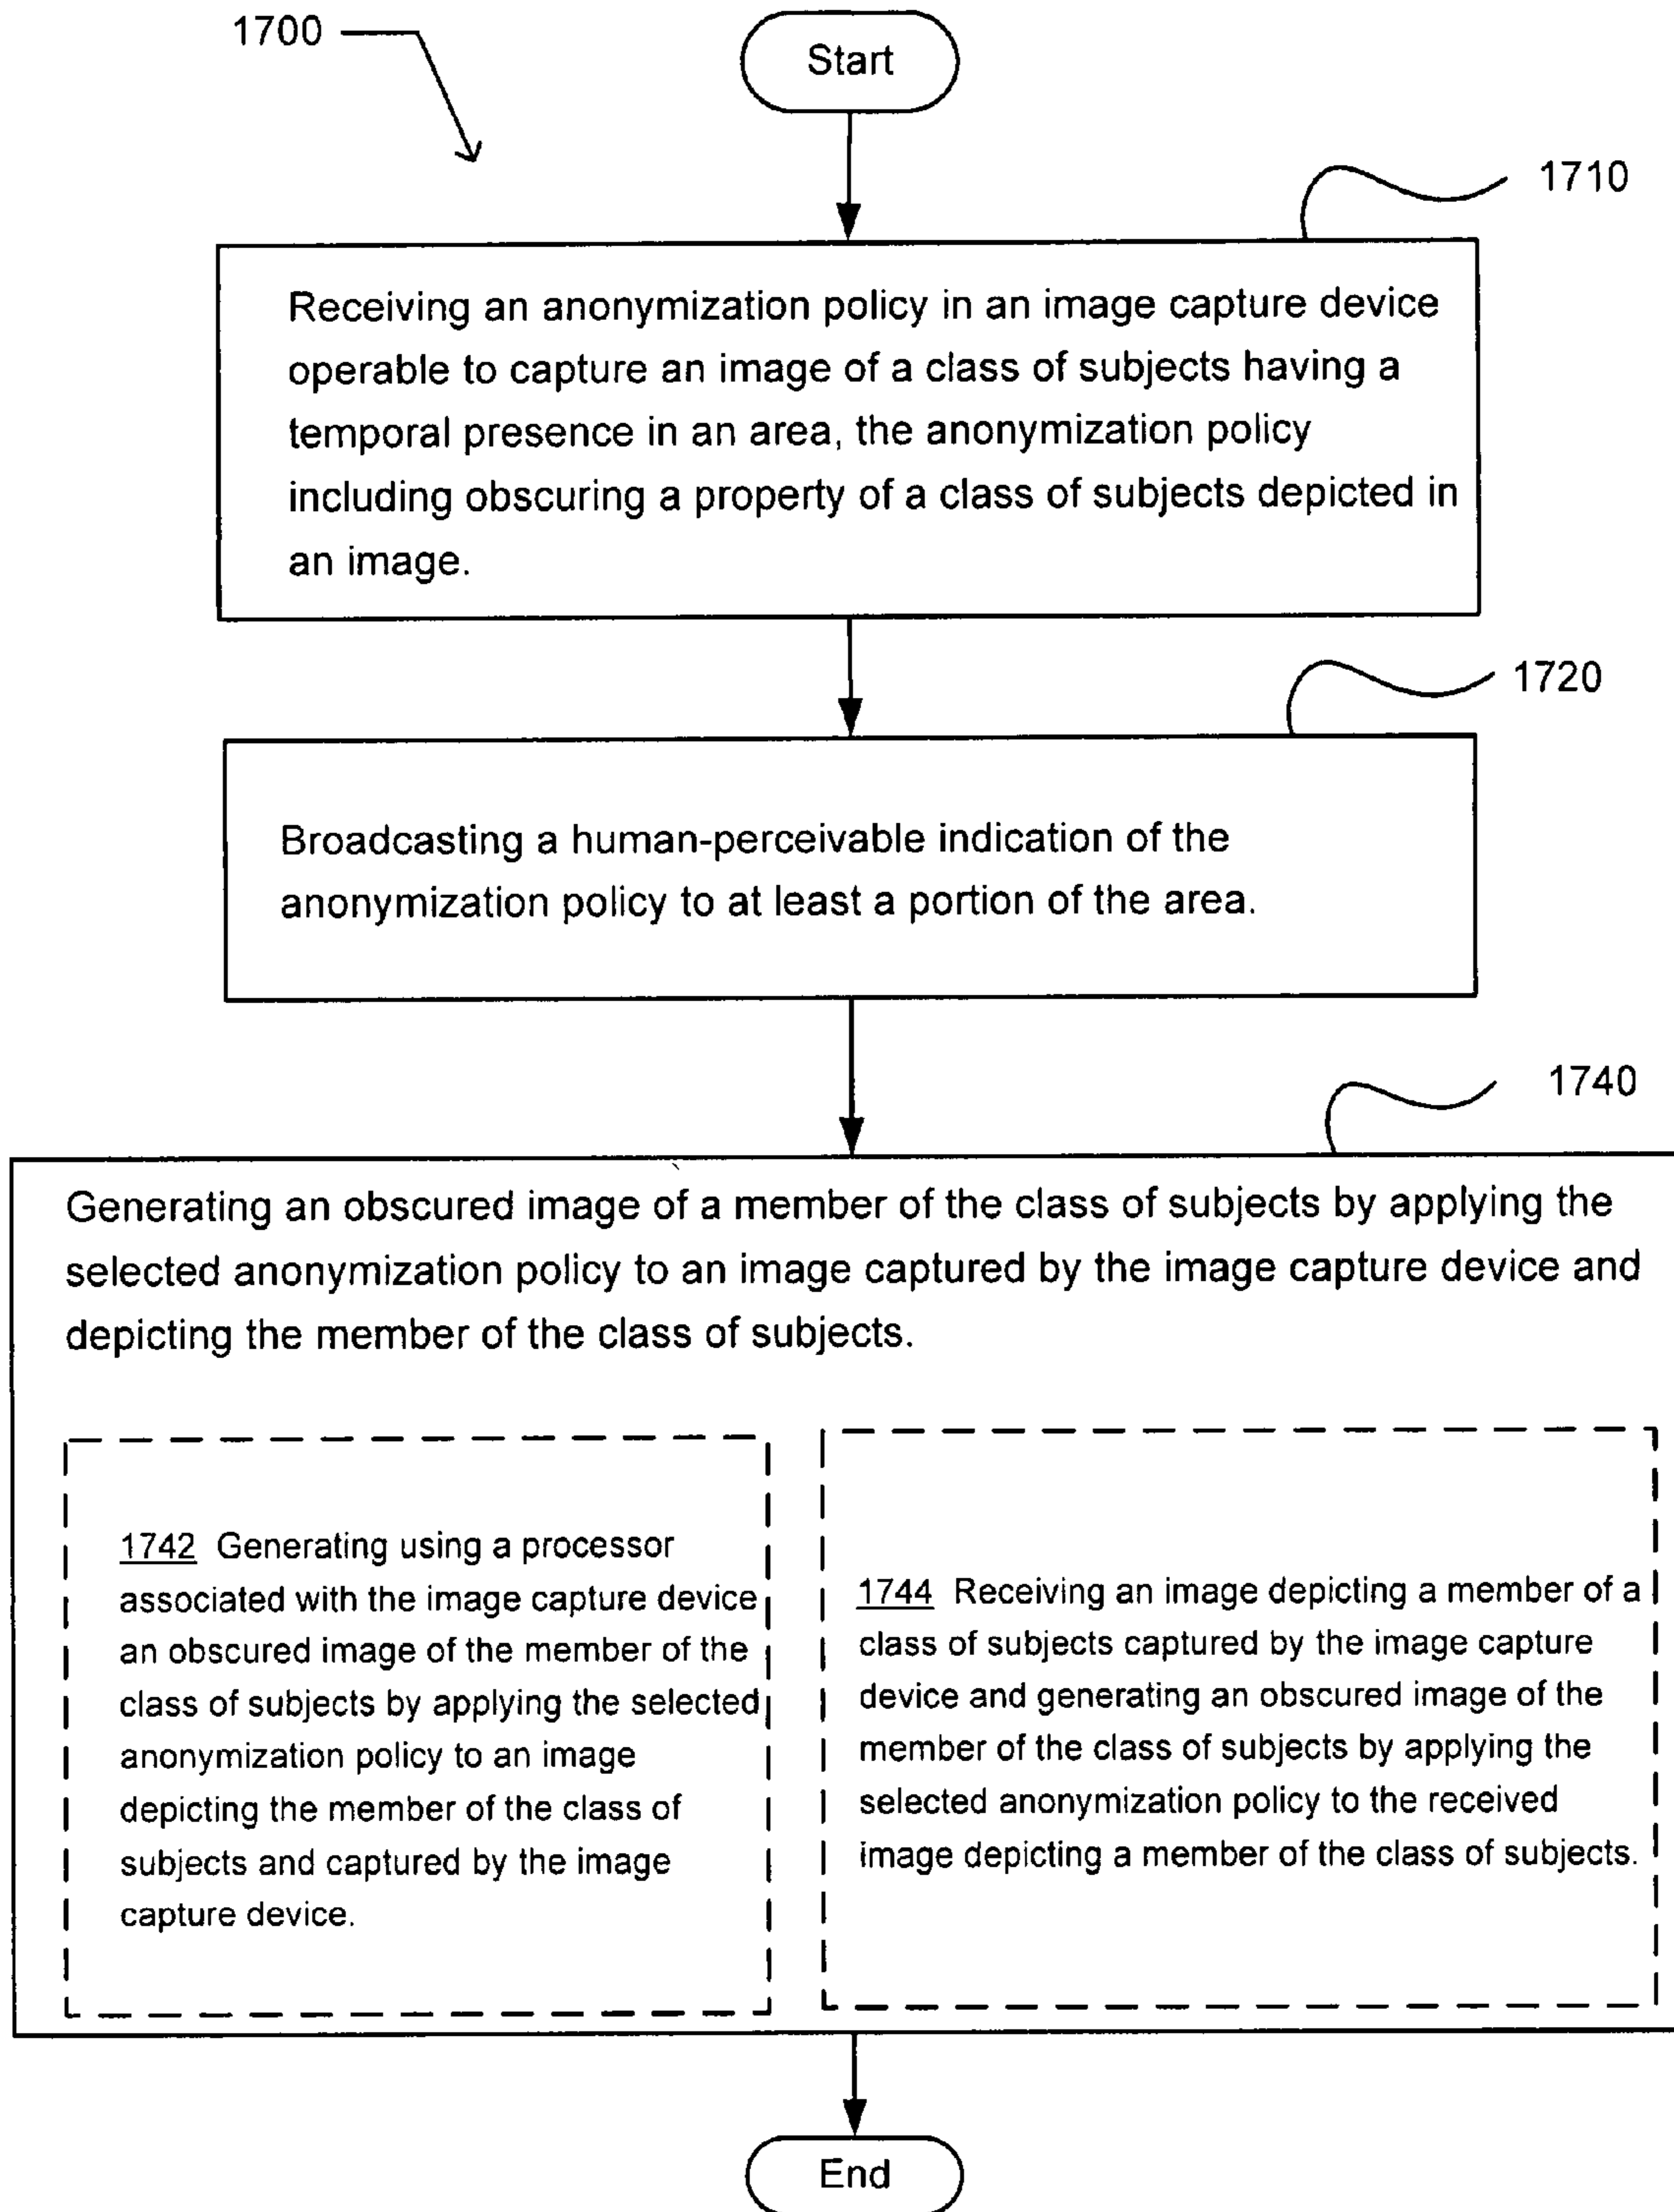 1700
Start
1710
Receiving an anonymization policy in an image capture device
operable to capture an image of a class of subjects having a
temporal presence in an area, the anonymization policy
including obscuring a property of a class of subjects depicted in
an image.
1720
Broadcasting a human-perceivable indication of the
anonymization policy to at least a portion of the area.
1740
Generating an obscured image of a member of the class of subjects by applying the
selected anonymization policy to an image captured by the image capture device and
depicting the member of the class of subjects.
1742 Generating using a processor
associated with the image capture device
an obscured image of the member of the
class of subjects by applying the selected
anonymization policy to an image
depicting the member of the class of
subjects and captured by the image
capture device.
1744 Receiving an image depicting a member of a
class of subjects captured by the image capture
device and generating an obscured image of the
member of the class of subjects by applying the
selected anonymization policy to the received
image depicting a member of the class of subjects.
End